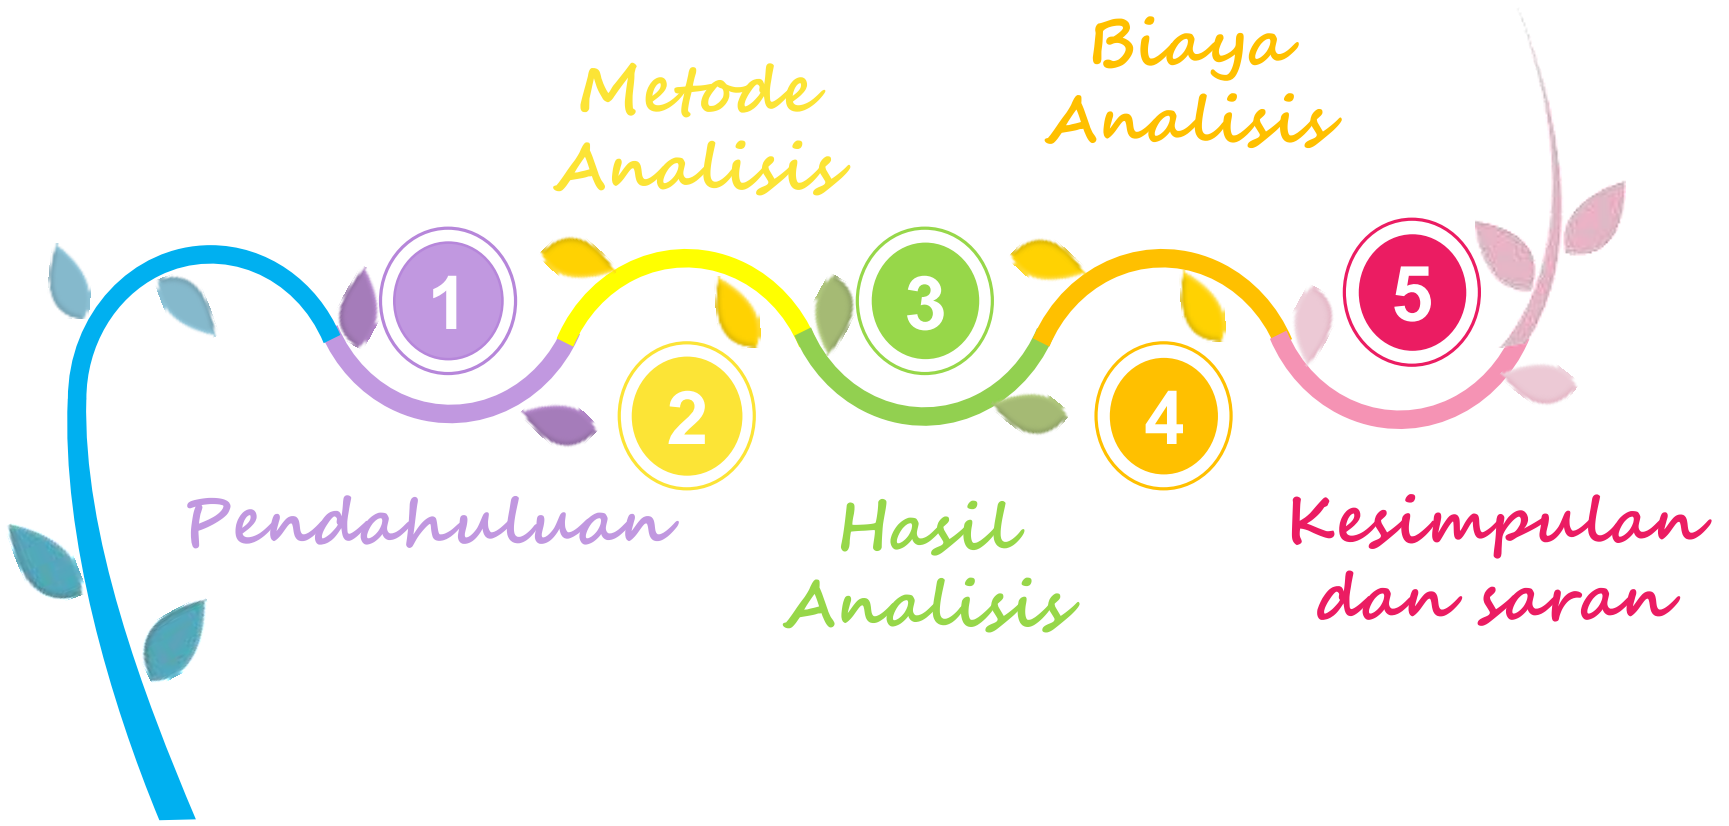 1
Pendahuluan
2
Metode
Analisis
3
Hasil
Analisis
4
Biaya
Analisis
5
Kesimpulan
dan saran